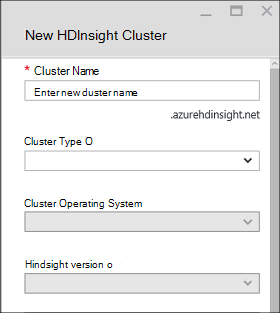 New HDInsight Cluster
* Cluster Name
Enter new duster name
.azurehdinsight.net
Cluster Type O
Cluster Operating System
Hindsight version o